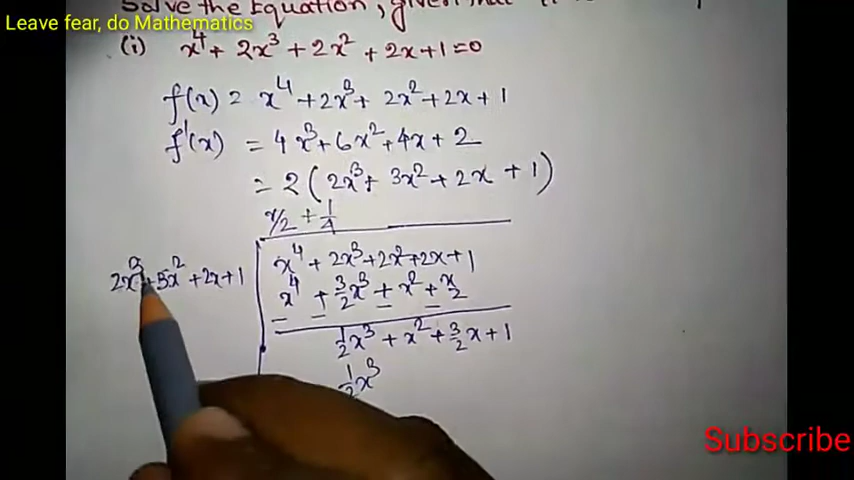 Solve the Equation, given that
Leave fear, do Mathematics
(i) x⁴ + 2x³ + 2x² + 2x + 1 = 0
f(x) = x⁴ + 2x³ + 2x² + 2x + 1
f'(x) = 4x³ + 6x² + 4x + 2
= 2(2x³ + 3x² + 2x + 1)
x/2 + 1/4
2x³ + 3x² + 2x + 1
x⁴ + 2x³ + 2x² + 2x + 1
x⁴ + 3/2x³ + x² + x/2
− − − −
1/2x³ + x² + 3/2x + 1
1/2x³
Subscribe